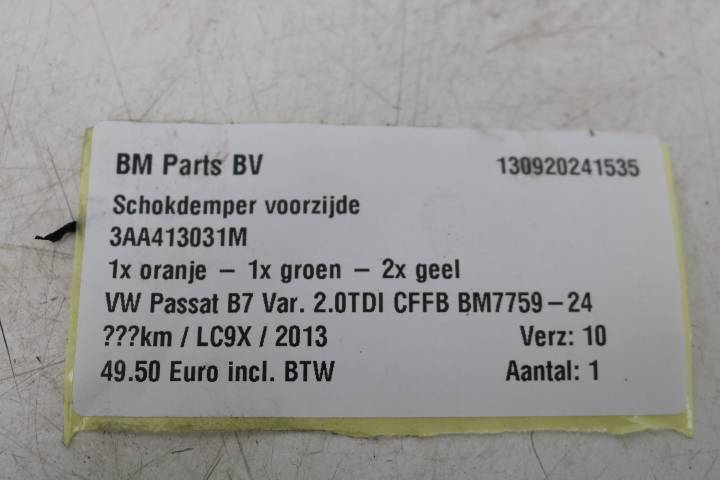 BM Parts BV 130920241535
Schokdemper voorzijde
3AA413031M
1x oranje – 1x groen – 2x geel
VW Passat B7 Var. 2.0TDI CFFB BM7759–24
???km / LC9X / 2013 Verz: 10
49.50 Euro incl. BTW Aantal: 1